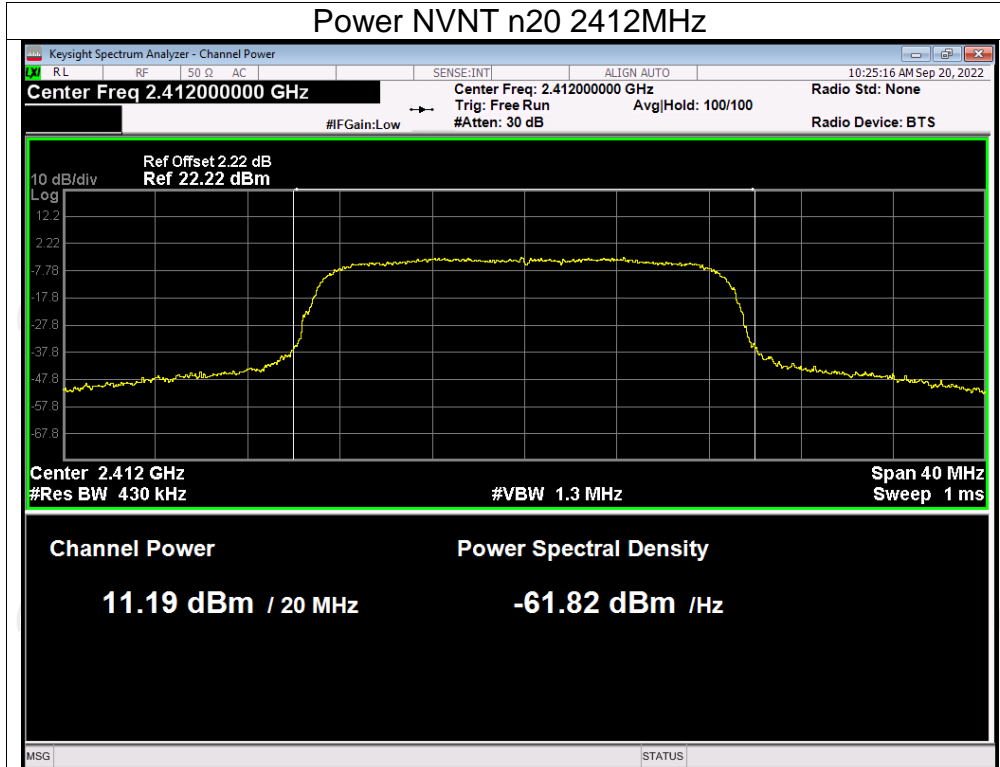 Power NVNT n20 2412MHz
Keysight Spectrum Analyzer - Channel Power
LXI RL RF 50 Ω AC SENSE:INT ALIGN AUTO 10:25:16 AM Sep 20, 2022
Center Freq 2.412000000 GHz Center Freq: 2.412000000 GHz Radio Std: None
Trig: Free Run Avg|Hold: 100/100
#IFGain:Low #Atten: 30 dB Radio Device: BTS
Ref Offset 2.22 dB
10 dB/div Ref 22.22 dBm
Log
12.2
2.22
-7.78
-17.8
-27.8
-37.8
-47.8
-57.8
-67.8
Center 2.412 GHz Span 40 MHz
#Res BW 430 kHz #VBW 1.3 MHz Sweep 1 ms
Channel Power Power Spectral Density
11.19 dBm / 20 MHz -61.82 dBm /Hz
MSG STATUS